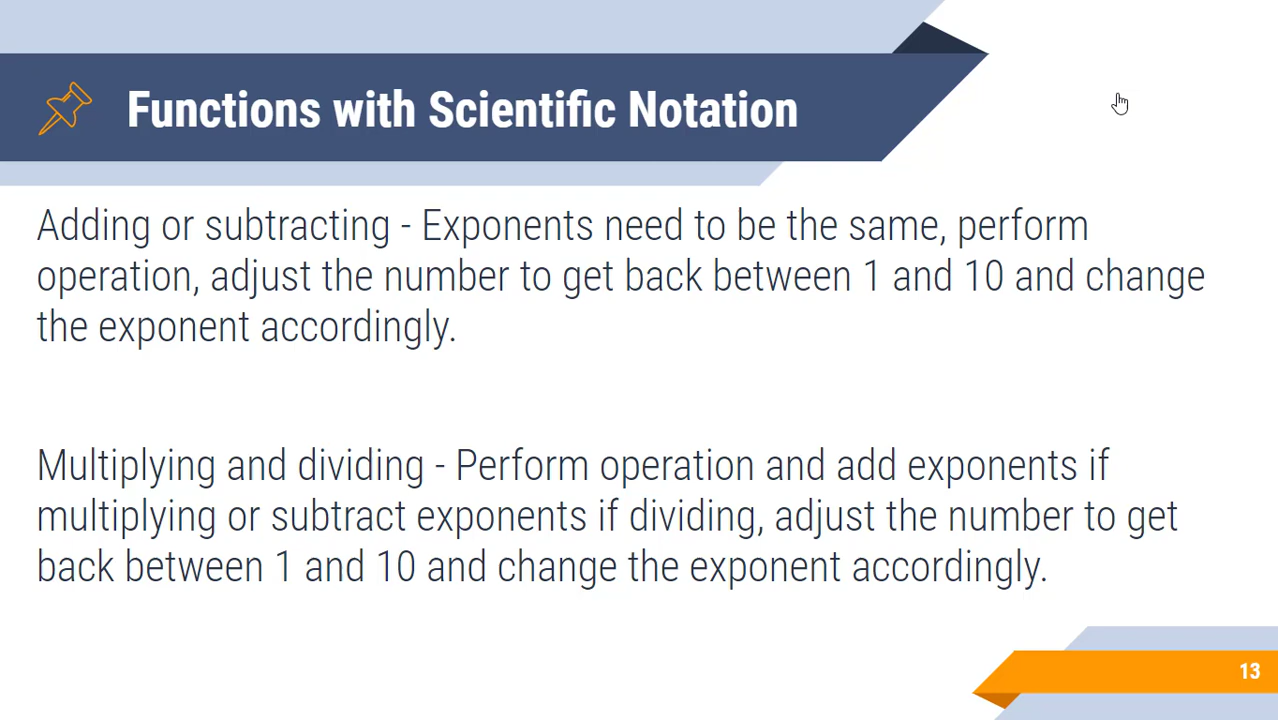 Functions with Scientific Notation
Adding or subtracting - Exponents need to be the same, perform
operation, adjust the number to get back between 1 and 10 and change
the exponent accordingly.
Multiplying and dividing - Perform operation and add exponents if
multiplying or subtract exponents if dividing, adjust the number to get
back between 1 and 10 and change the exponent accordingly.
13